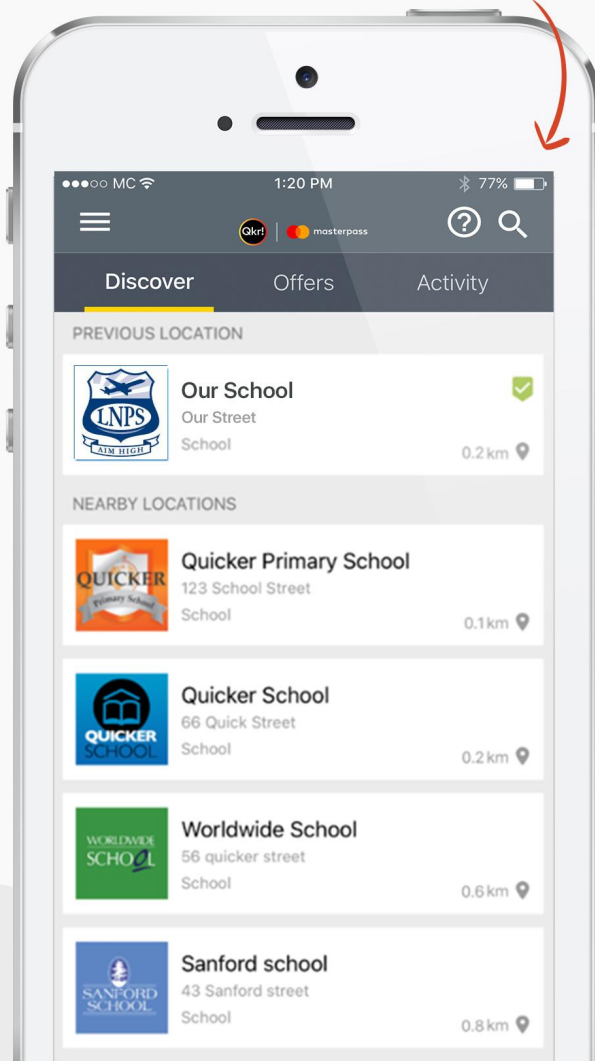 MC
1:20 PM
77%
Qkr!
masterpass
Discover
Offers
Activity
PREVIOUS LOCATION
LNPS
AIM HIGH
Our School
Our Street
School
0.2 km
NEARBY LOCATIONS
QUICKER
Primary School
Quicker Primary School
123 School Street
School
0.1 km
QUICKER
SCHOOL
Quicker School
66 Quick Street
School
0.2 km
WORLDWIDE
SCHOOL
Worldwide School
56 quicker street
School
0.6 km
SANFORD
SCHOOL
Sanford school
43 Sanford street
School
0.8 km